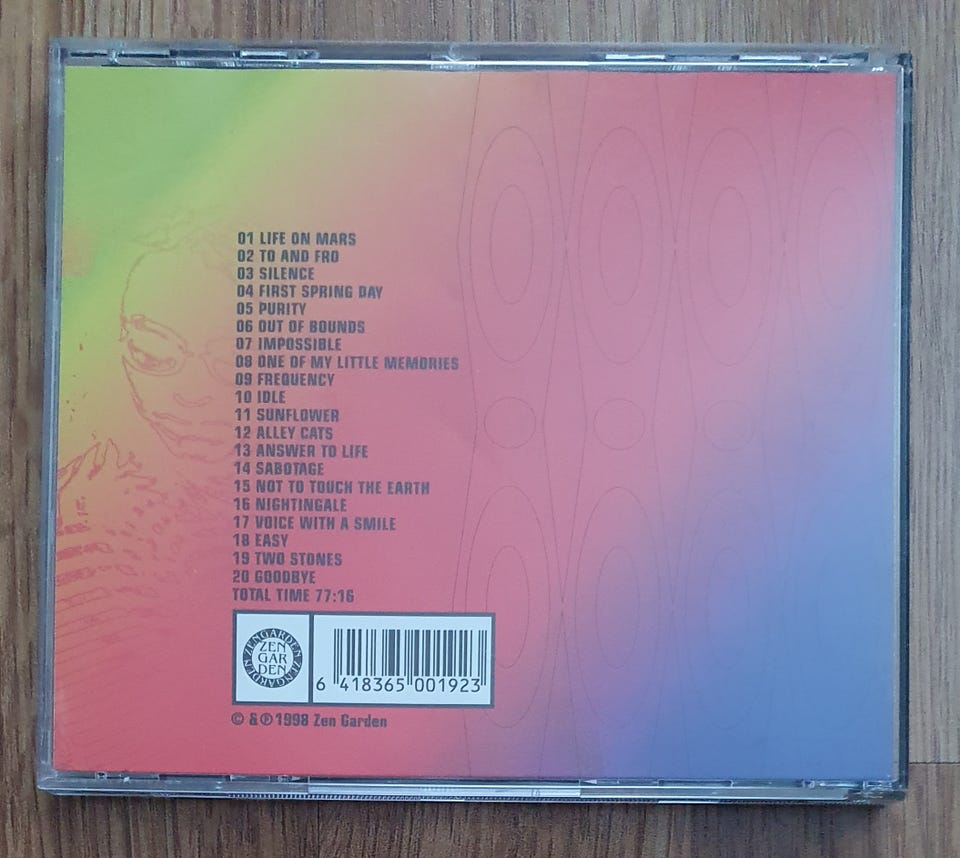 01 LIFE ON MARS
02 TO AND FRO
03 SILENCE
04 FIRST SPRING DAY
05 PURITY
06 OUT OF BOUNDS
07 IMPOSSIBLE
08 ONE OF MY LITTLE MEMORIES
09 FREQUENCY
10 IDLE
11 SUNFLOWER
12 ALLEY CATS
13 ANSWER TO LIFE
14 SABOTAGE
15 NOT TO TOUCH THE EARTH
16 NIGHTINGALE
17 VOICE WITH A SMILE
18 EASY
19 TWO STONES
20 GOODBYE
TOTAL TIME 77:16
ZENGARDEN ZENGARDEN ZENGARDEN
ZEN
GAR
DEN
6 418365 001923
© & ℗ 1998 Zen Garden